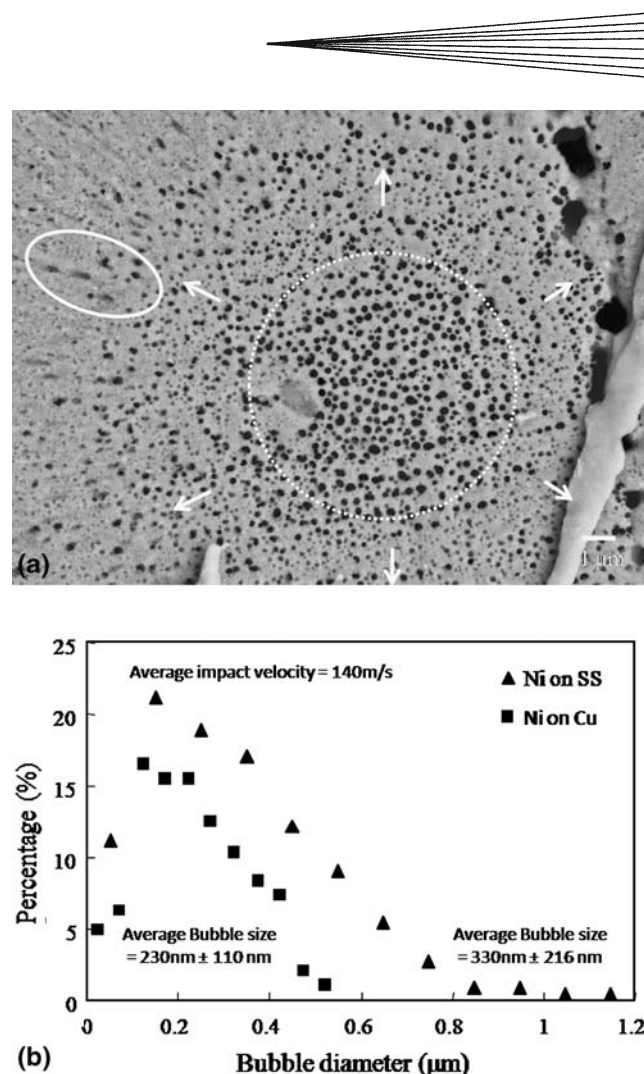 1 μm
(a)
25
20
15
10
5
0
Percentage (%)
Average impact velocity = 140m/s
Ni on SS
Ni on Cu
Average Bubble size
= 230nm ± 110 nm
Average Bubble size
= 330nm ± 216 nm
0 0.2 0.4 0.6 0.8 1 1.2
(b)
Bubble diameter (μm)